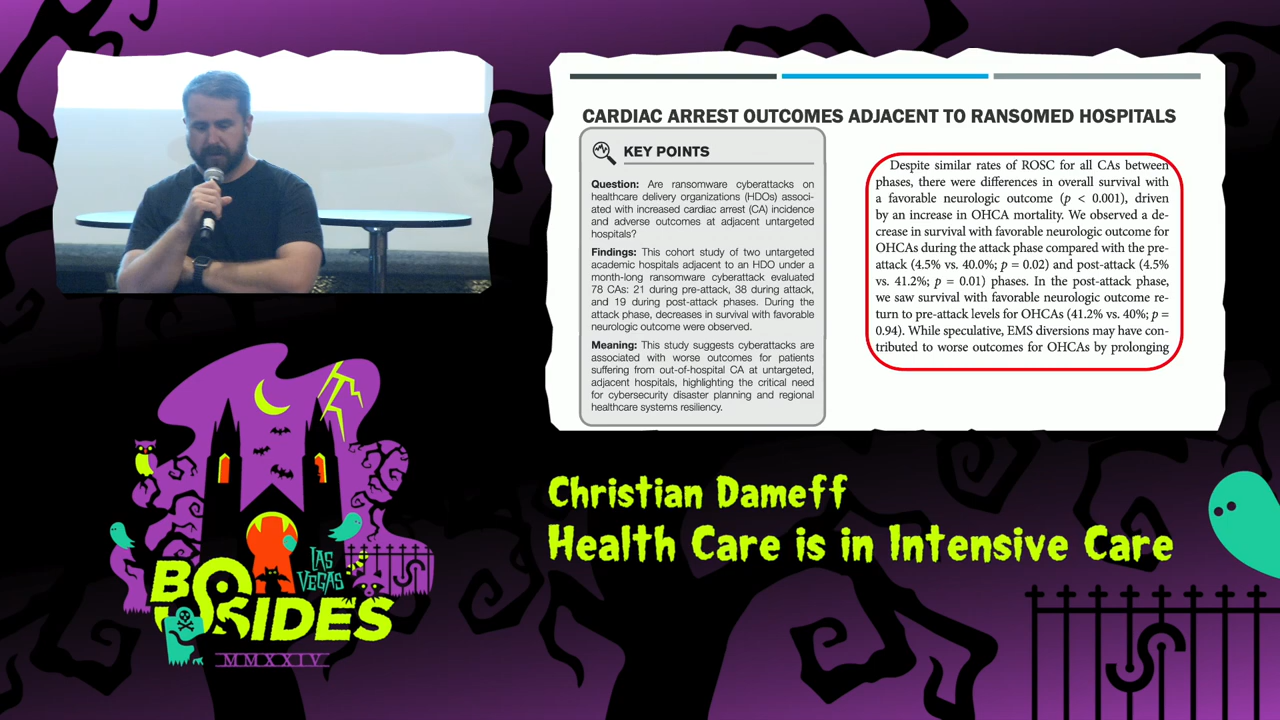 CARDIAC ARREST OUTCOMES ADJACENT TO RANSOMED HOSPITALS
KEY POINTS
Question: Are ransomware cyberattacks on
healthcare delivery organizations (HDOs) associ-
ated with increased cardiac arrest (CA) incidence
and adverse outcomes at adjacent untargeted
hospitals?
Findings: This cohort study of two untargeted
academic hospitals adjacent to an HDO under a
month-long ransomware cyberattack evaluated
78 CAs: 21 during pre-attack, 38 during attack,
and 19 during post-attack phases. During the
attack phase, decreases in survival with favorable
neurologic outcome were observed.
Meaning: This study suggests cyberattacks are
associated with worse outcomes for patients
suffering from out-of-hospital CA at untargeted,
adjacent hospitals, highlighting the critical need
for cybersecurity disaster planning and regional
healthcare systems resiliency.
Despite similar rates of ROSC for all CAs between
phases, there were differences in overall survival with
a favorable neurologic outcome (p < 0.001), driven
by an increase in OHCA mortality. We observed a de-
crease in survival with favorable neurologic outcome for
OHCAs during the attack phase compared with the pre-
attack (4.5% vs. 40.0%; p = 0.02) and post-attack (4.5%
vs. 41.2%; p = 0.01) phases. In the post-attack phase,
we saw survival with favorable neurologic outcome re-
turn to pre-attack levels for OHCAs (41.2% vs. 40%; p =
0.94). While speculative, EMS diversions may have con-
tributed to worse outcomes for OHCAs by prolonging
Christian Dameff
Health Care is in Intensive Care
LAS
VEGAS
BSIDES
MMXXIV